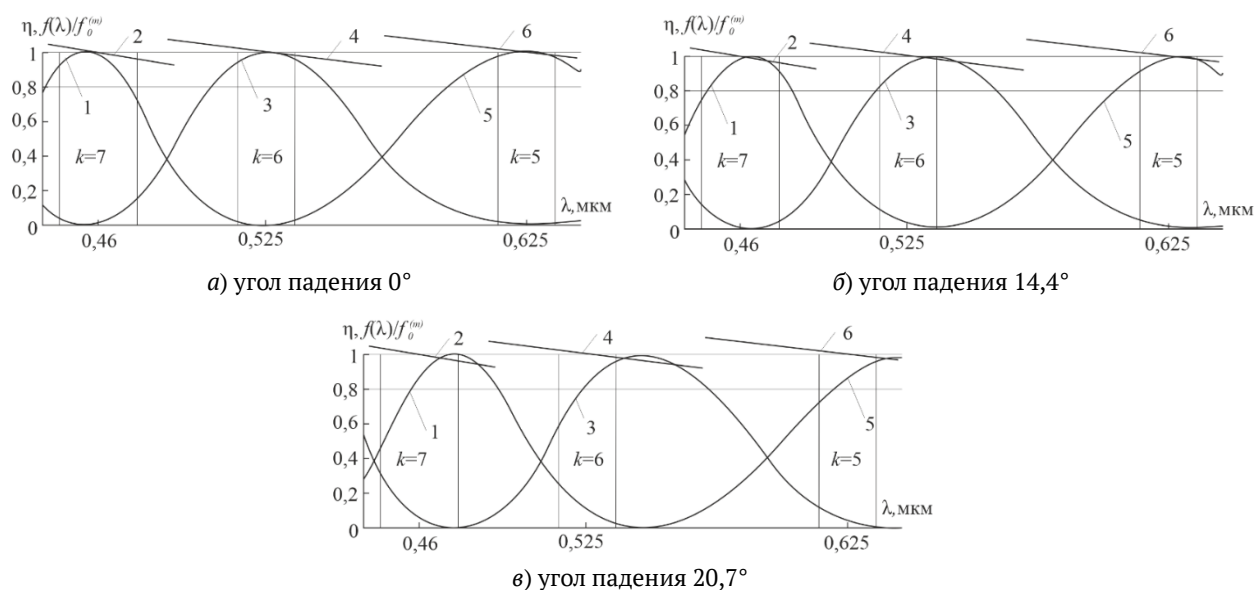 η, f(λ)/f₀⁽ᵐ⁾
2
4
6
1
0,8
0,6
0,4
0,2
0
1
3
5
k=7
k=6
k=5
λ, мкм
0,46
0,525
0,625
а) угол падения 0°
η, f(λ)/f₀⁽ᵐ⁾
2
4
6
1
0,8
0,6
0,4
0,2
0
1
3
5
k=7
k=6
k=5
λ, мкм
0,46
0,525
0,625
б) угол падения 14,4°
η, f(λ)/f₀⁽ᵐ⁾
2
4
6
1
0,8
0,6
0,4
0,2
0
1
3
5
k=7
k=6
k=5
λ, мкм
0,46
0,525
0,625
в) угол падения 20,7°